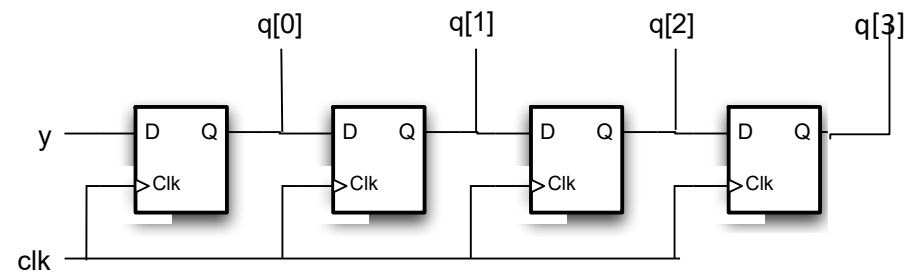 q[0] q[1] q[2] q[3]
y D Q D Q D Q D Q
Clk Clk Clk Clk
clk